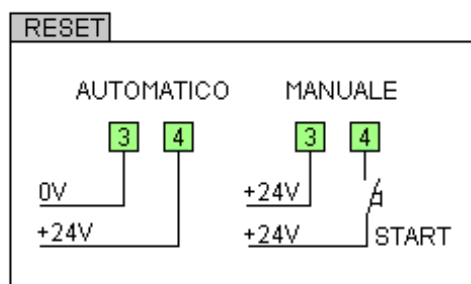 RESET
AUTOMATICO MANUALE
3 4 3 4
0V +24V
+24V +24V START